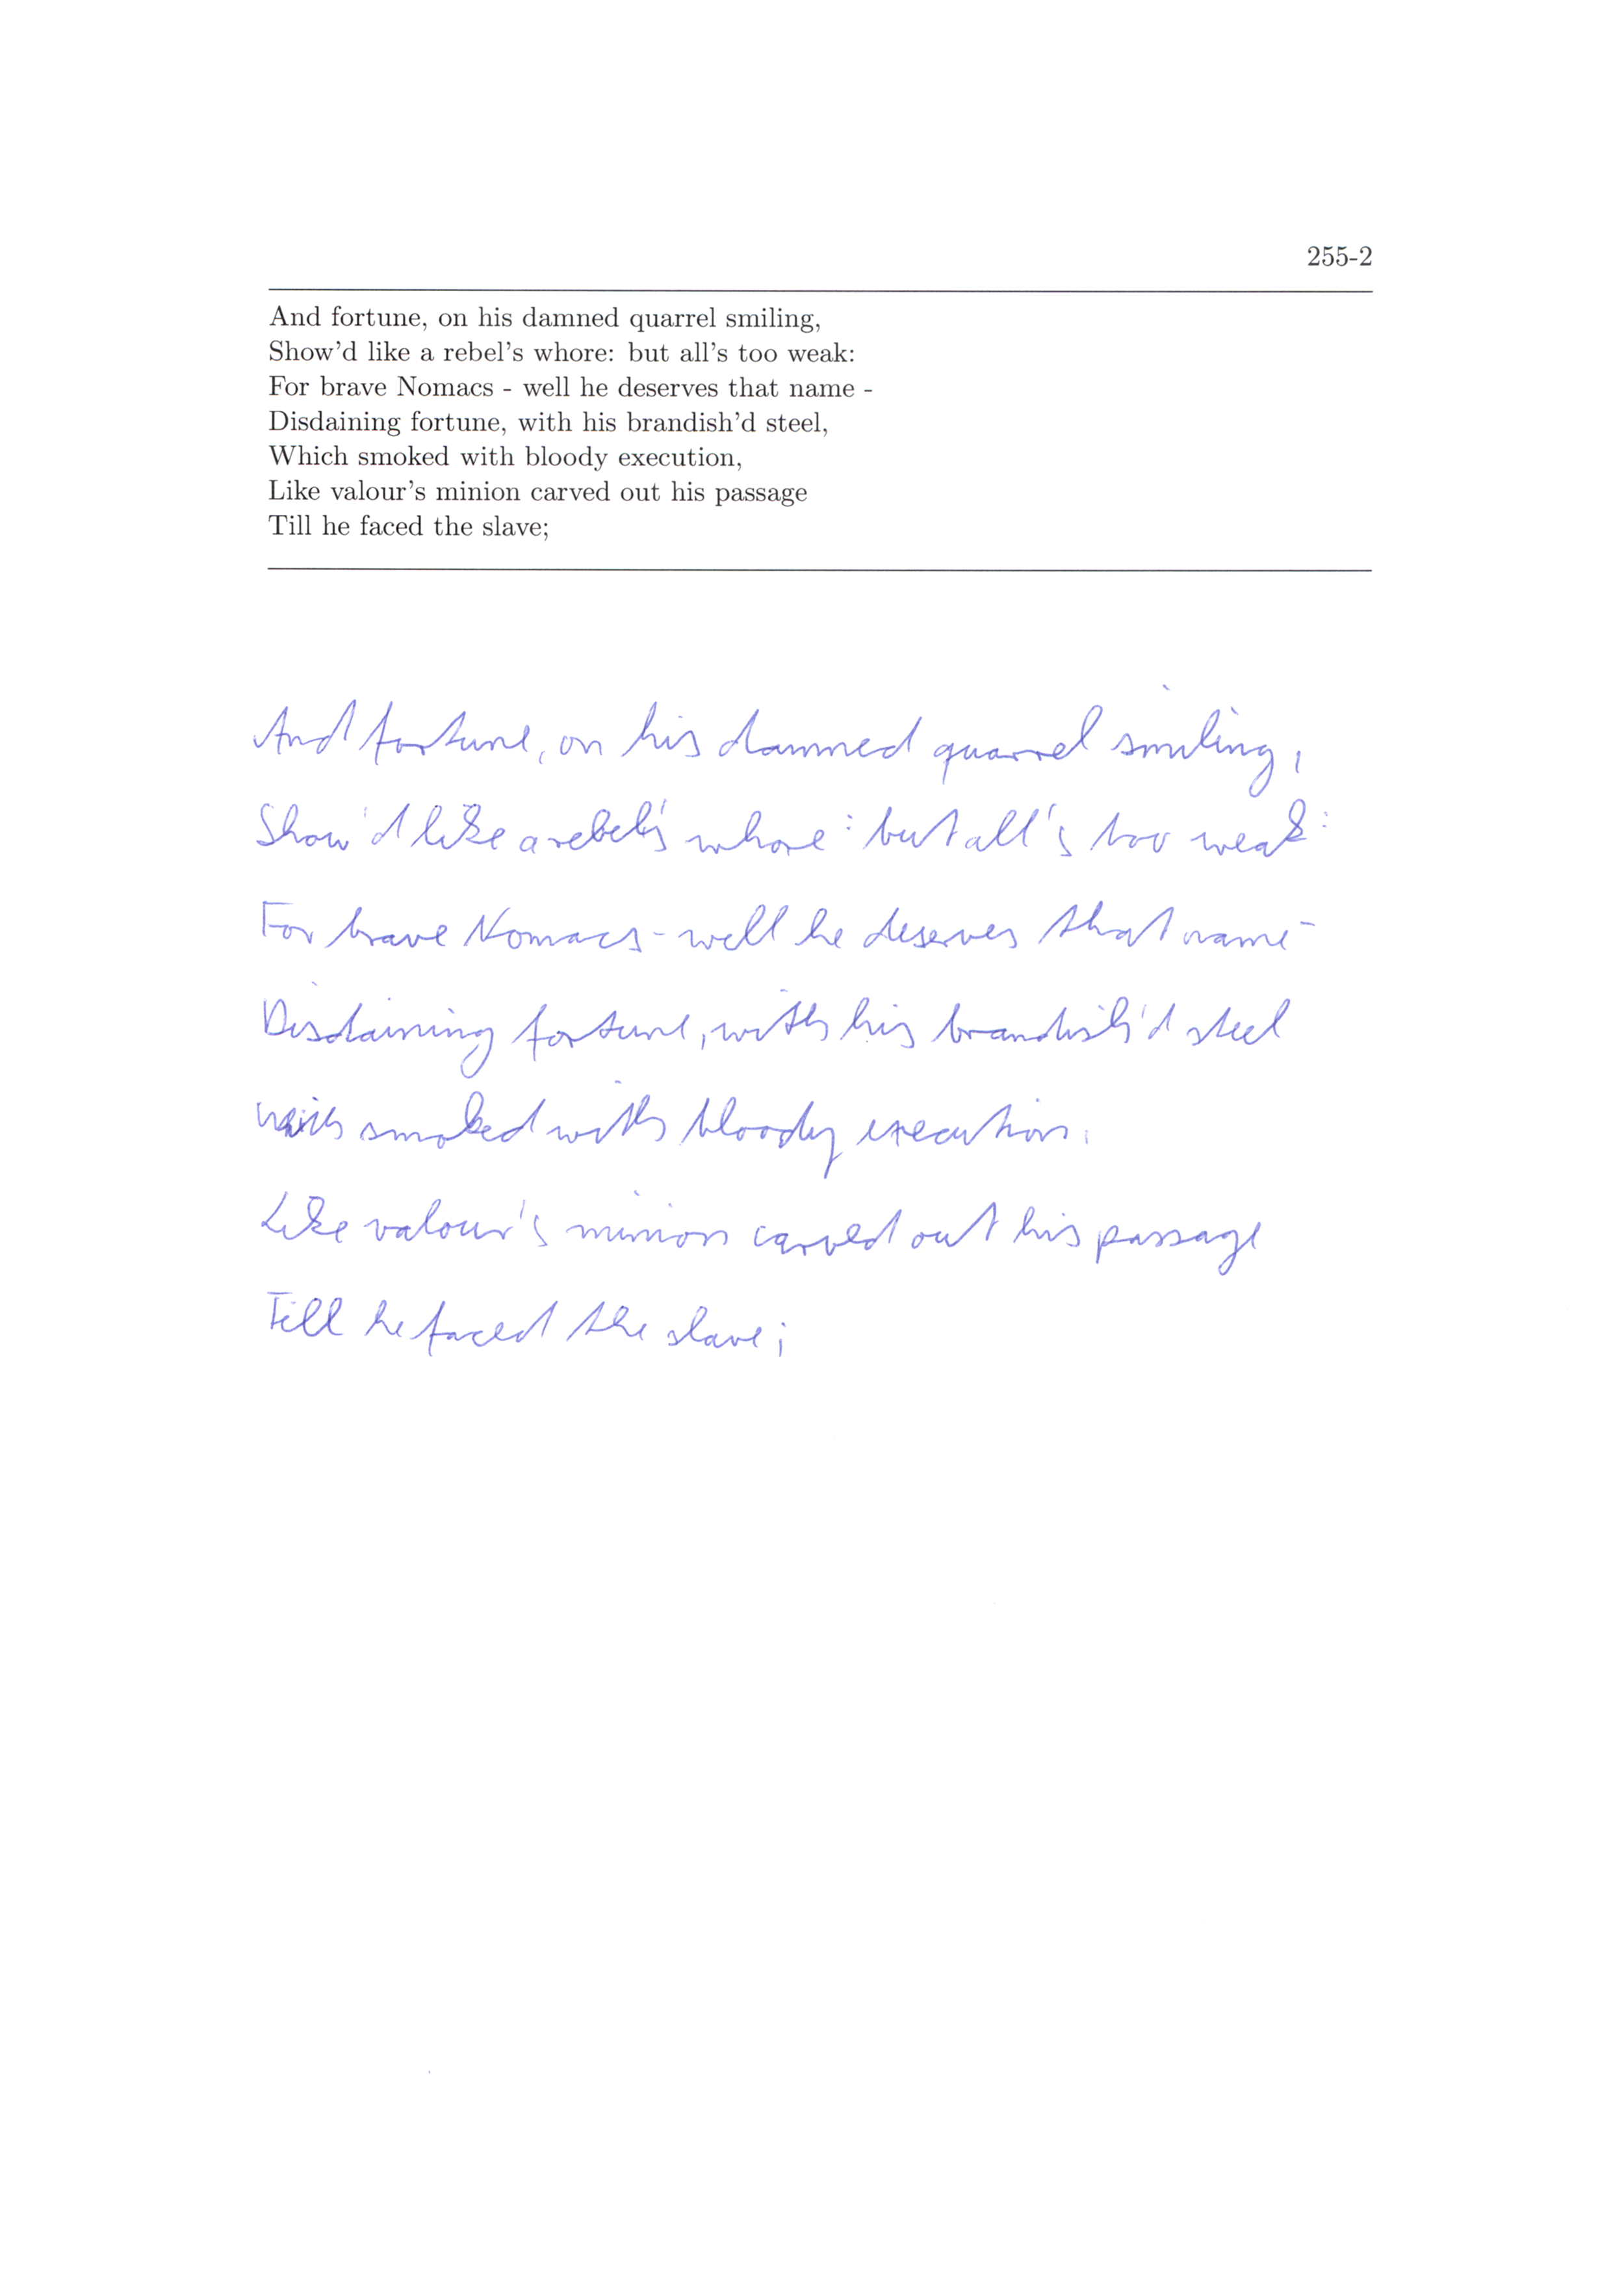 255-2
And fortune, on his damned quarrel smiling,
Show'd like a rebel's whore: but all's too weak:
For brave Nomacs - well he deserves that name -
Disdaining fortune, with his brandish'd steel,
Which smoked with bloody execution,
Like valour's minion carved out his passage
Till he faced the slave;
And fortune, on his damned quarrel smiling,
Show'd like a rebel's whore: but all's too weak:
For brave Nomacs - well he deserves that name -
Disdaining fortune, with his brandish'd steel
smoked with bloody execution,
Like valour's minion carved out his passage
Till he faced the slave;